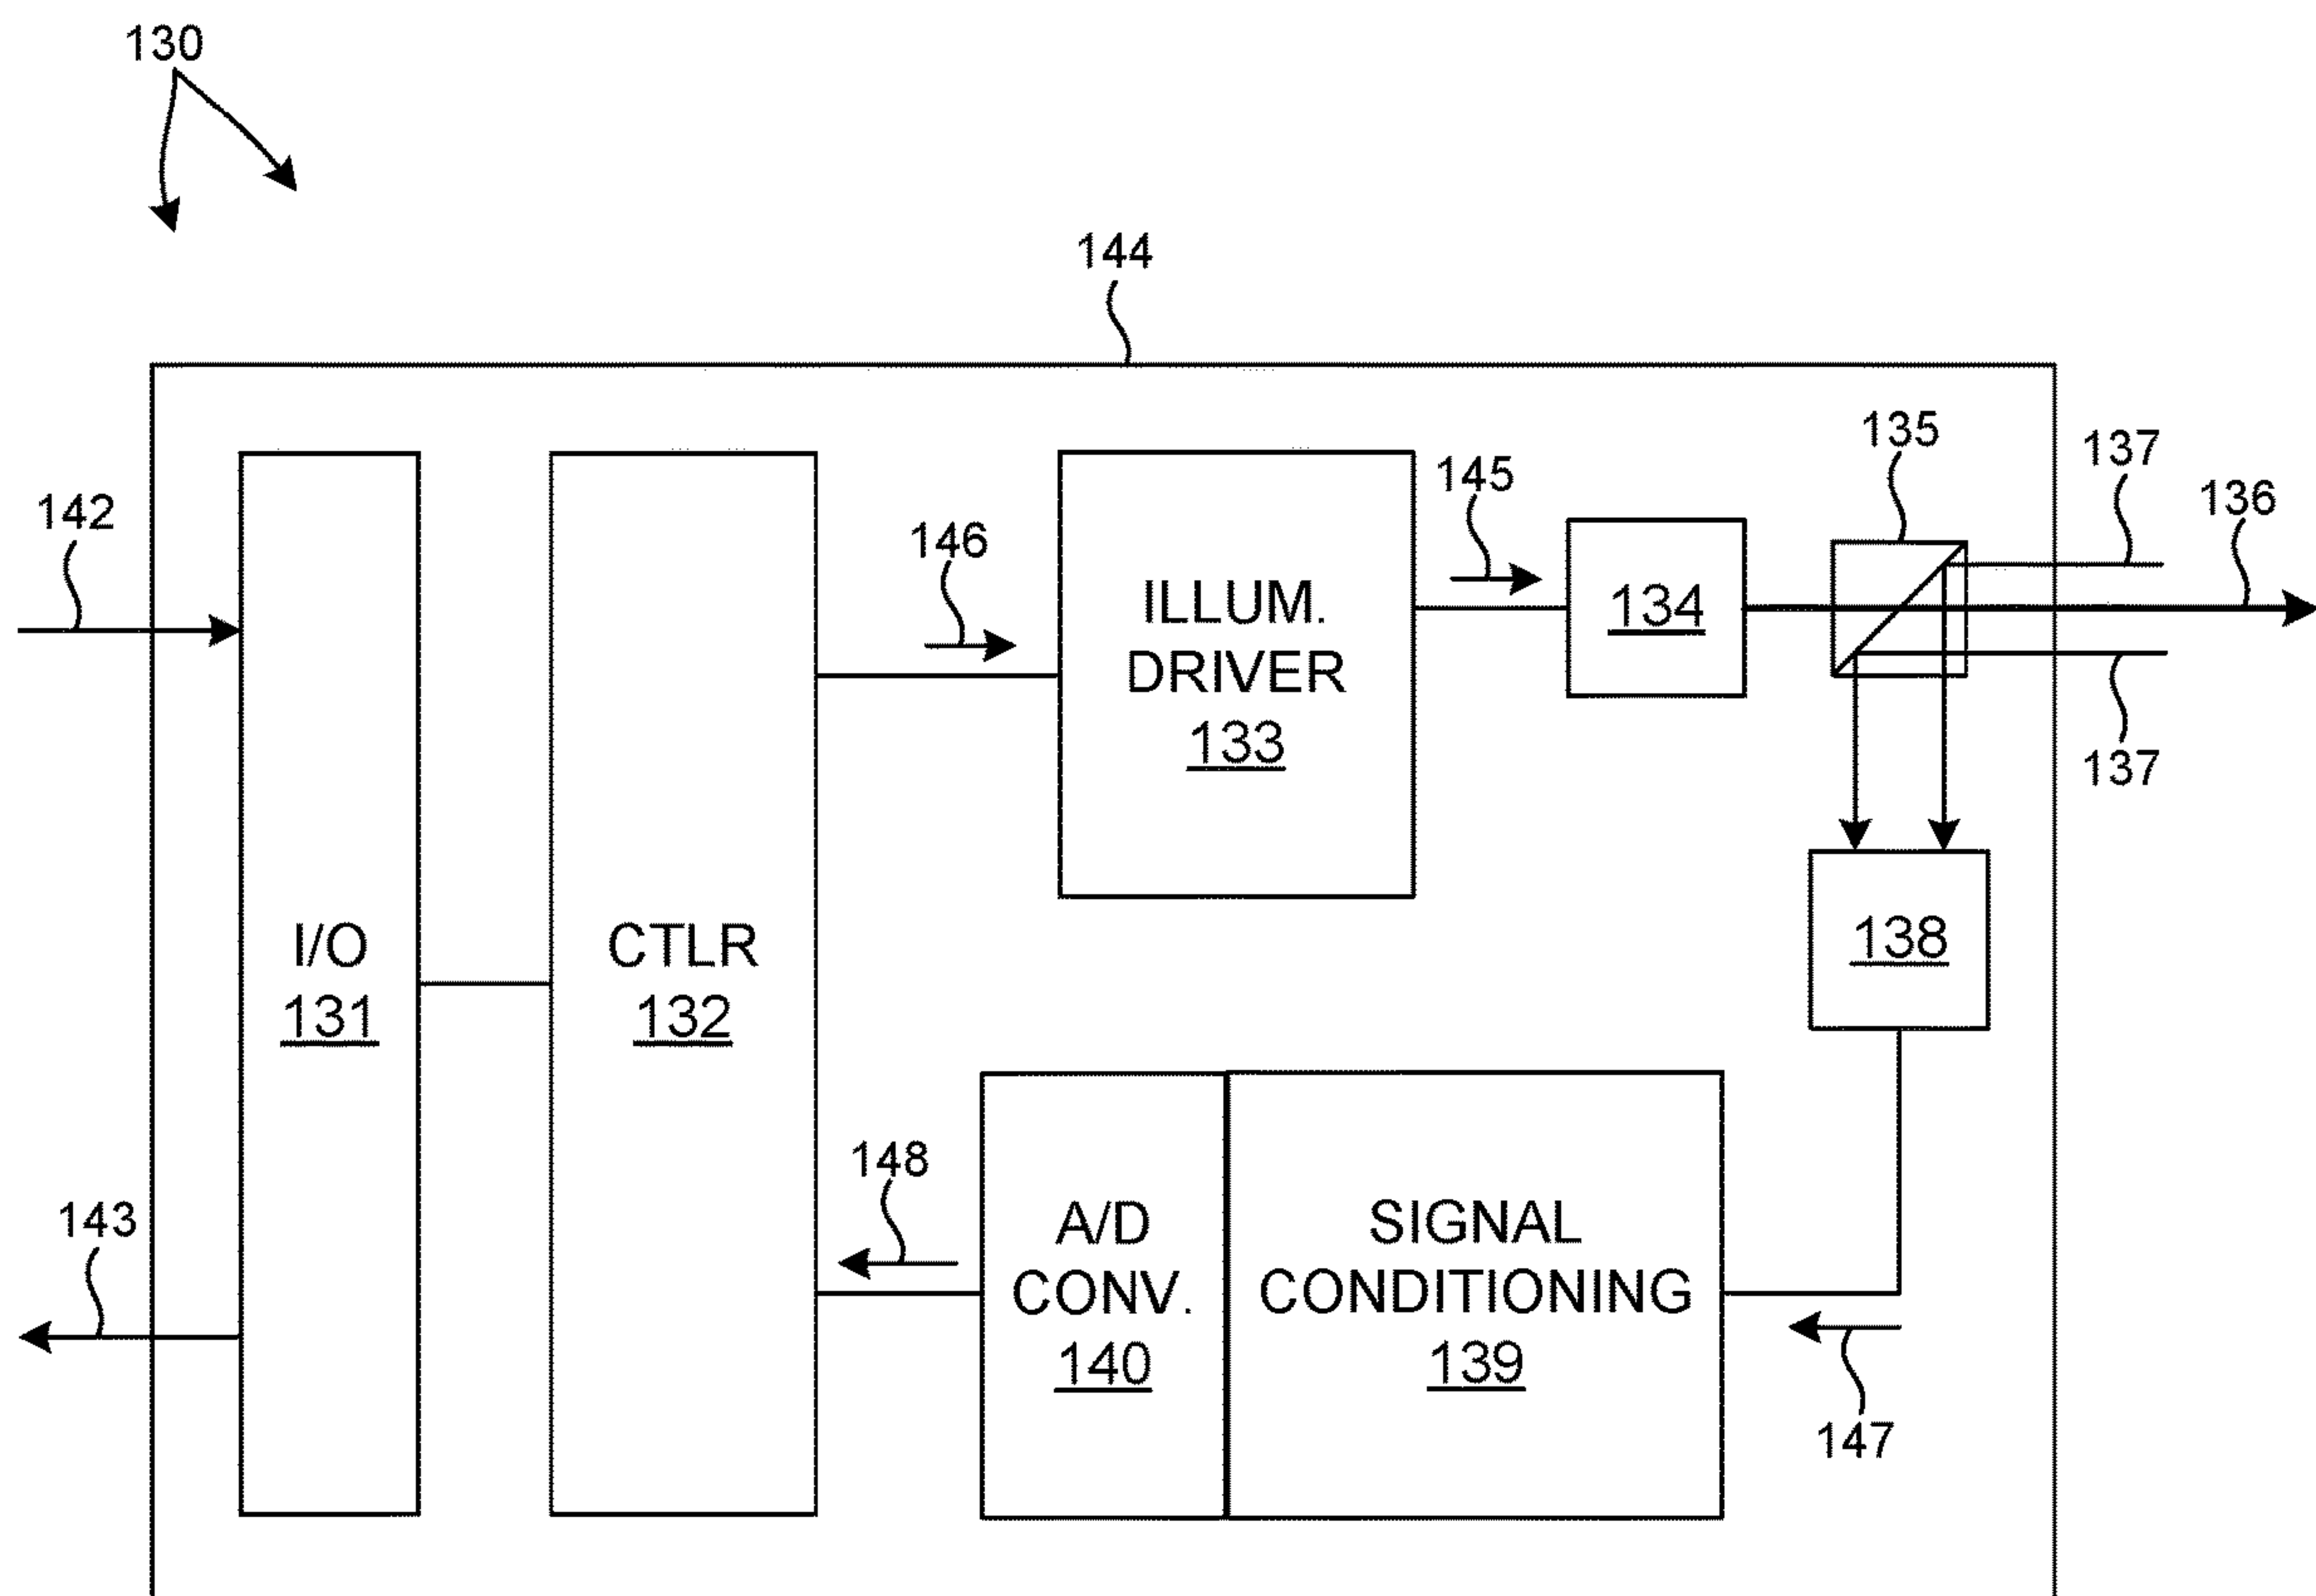 130
144
135
137
136
142
146
145
ILLUM.
DRIVER
133
134
137
I/O
131
CTLR
132
138
148
143
A/D
CONV.
140
SIGNAL
CONDITIONING
139
147